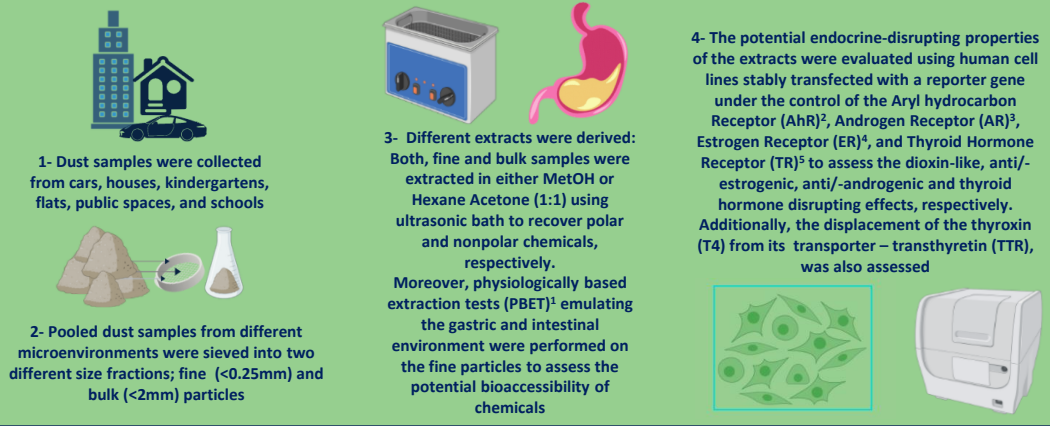 1- Dust samples were collected
from cars, houses, kindergartens,
flats, public spaces, and schools
2- Pooled dust samples from different
microenvironments were sieved into two
different size fractions; fine (<0.25mm) and
bulk (<2mm) particles
3- Different extracts were derived:
Both, fine and bulk samples were
extracted in either MetOH or
Hexane Acetone (1:1) using
ultrasonic bath to recover polar
and nonpolar chemicals,
respectively.
Moreover, physiologically based
extraction tests (PBET)¹ emulating
the gastric and intestinal
environment were performed on
the fine particles to assess the
potential bioaccessibility of
chemicals
4- The potential endocrine-disrupting properties
of the extracts were evaluated using human cell
lines stably transfected with a reporter gene
under the control of the Aryl hydrocarbon
Receptor (AhR)², Androgen Receptor (AR)³,
Estrogen Receptor (ER)⁴, and Thyroid Hormone
Receptor (TR)⁵ to assess the dioxin-like, anti/-
estrogenic, anti/-androgenic and thyroid
hormone disrupting effects, respectively.
Additionally, the displacement of the thyroxin
(T4) from its transporter – transthyretin (TTR),
was also assessed